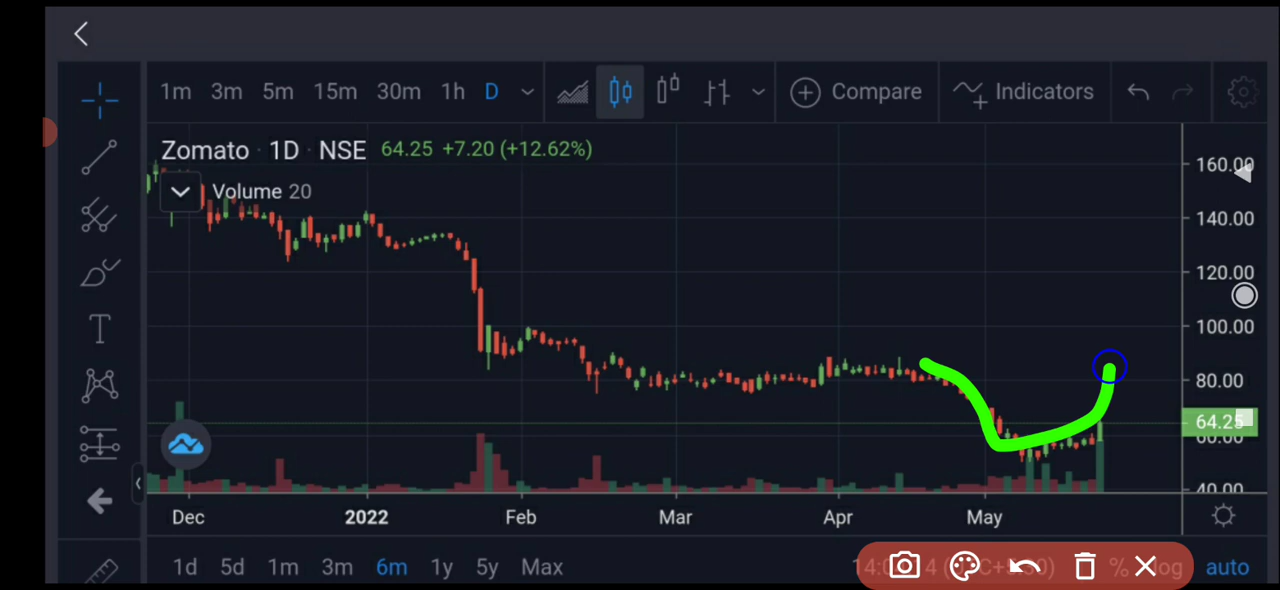 1m 3m 5m 15m 30m 1h D Compare Indicators
Zomato · 1D · NSE 64.25 +7.20 (+12.62%)
Volume 20
160.00
140.00
120.00
100.00
80.00
64.25
60.00
40.00
Dec 2022 Feb Mar Apr May
1d 5d 1m 3m 6m 1y 5y Max % log auto